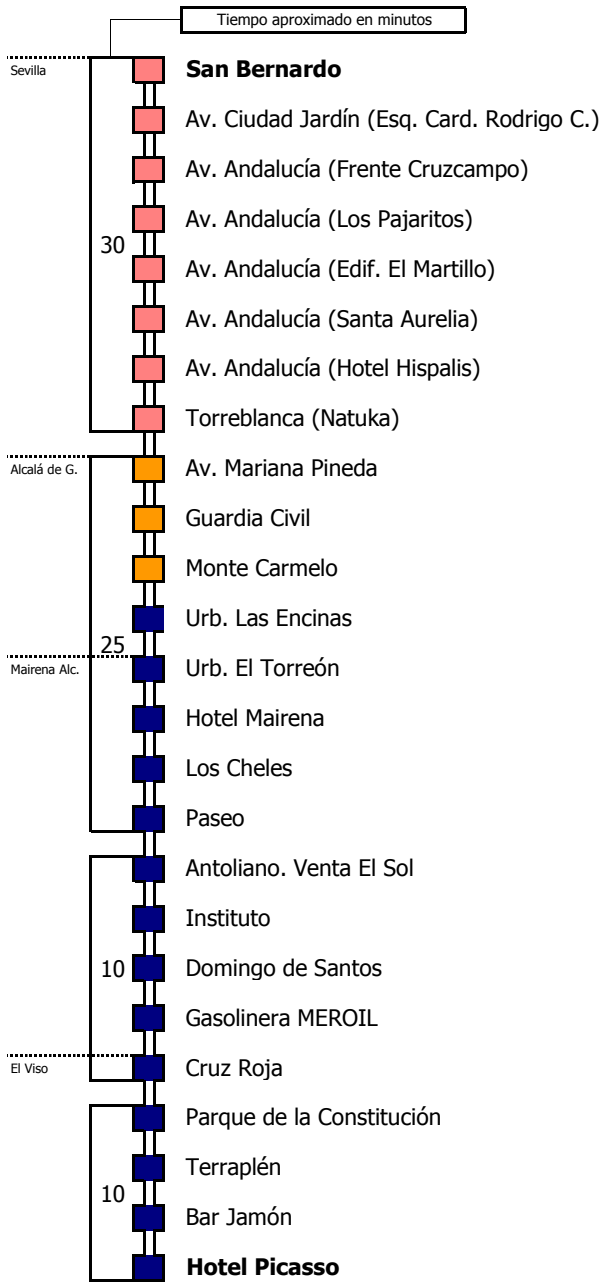 Tiempo aproximado en minutos
Sevilla
San Bernardo
Av. Ciudad Jardín (Esq. Card. Rodrigo C.)
Av. Andalucía (Frente Cruzcampo)
Av. Andalucía (Los Pajaritos)
30
Av. Andalucía (Edif. El Martillo)
Av. Andalucía (Santa Aurelia)
Av. Andalucía (Hotel Hispalis)
Torreblanca (Natuka)
Alcalá de G.
Av. Mariana Pineda
Guardia Civil
Monte Carmelo
Urb. Las Encinas
25
Mairena Alc.
Urb. El Torreón
Hotel Mairena
Los Cheles
Paseo
Antoliano. Venta El Sol
Instituto
10
Domingo de Santos
Gasolinera MEROIL
El Viso
Cruz Roja
Parque de la Constitución
Terraplén
10
Bar Jamón
Hotel Picasso